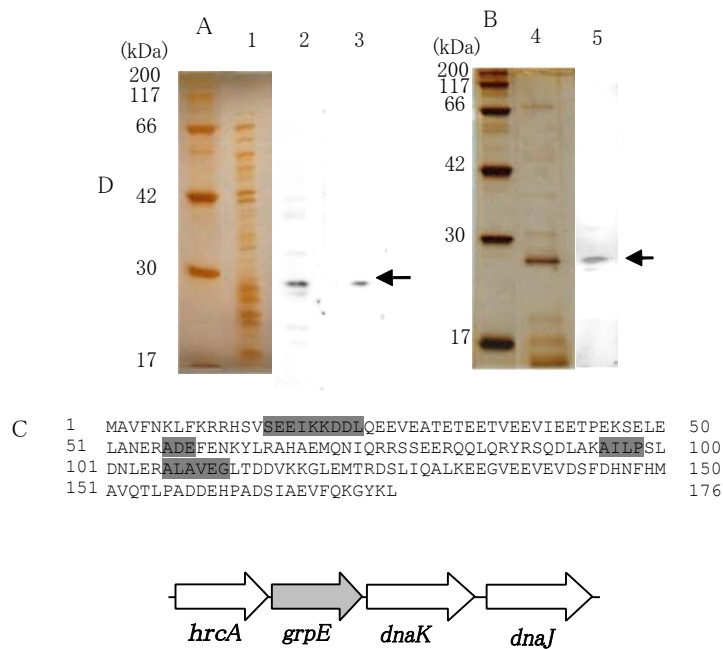 A
B
(kDa) 1 2 3
(kDa) 4 5
200
117
66
42
30
17
200
117
66
42
30
17
D
C
1 MAVFNKLFKRRHSVSEEIKKDDLQEEVEATETEETVEEVIEETPEKSELE 50
51 LANERADEFENKYLRAHAEMQNIQRRSSEERQQLQRYRSQDLAKAILPSL 100
101 DNLERALAVEGLTDDVKKGLEMTRDSLIQALKEEGVEEVEVDSFDHNFHM 150
151 AVQTLPADDEHPADSIAEVFQKGYKL 176
hrcA grpE dnaK dnaJ